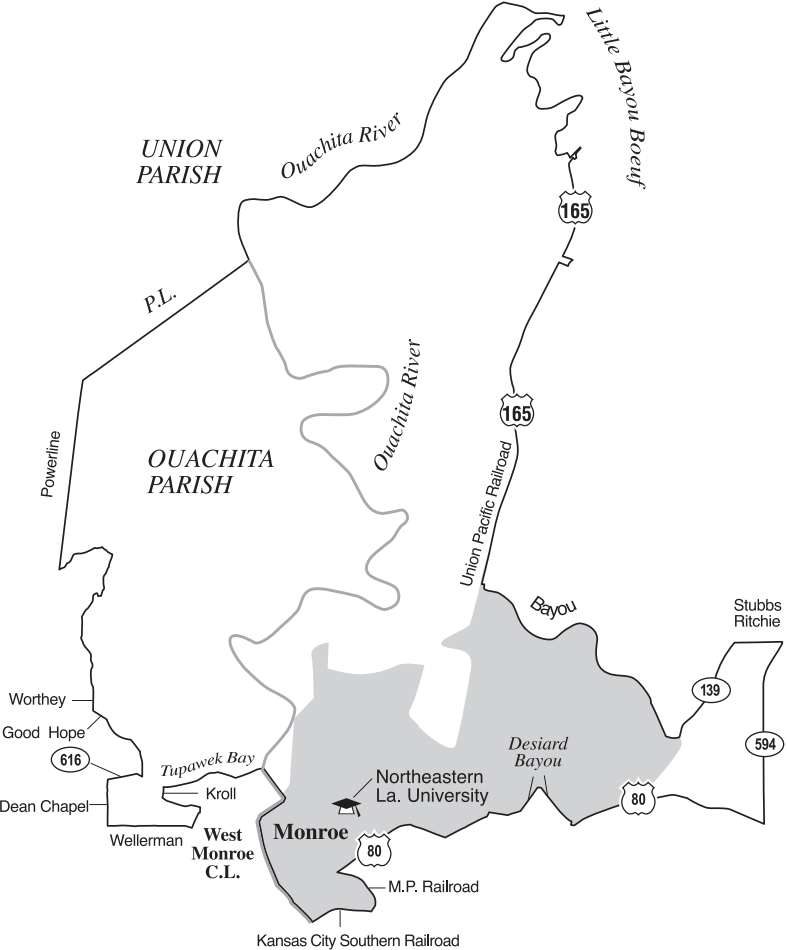 Little Bayou Boeuf
Ouachita River
UNION
PARISH
165
P.L.
Ouachita River
165
OUACHITA
PARISH
Powerline
Union Pacific Railroad
Bayou
Stubbs
Ritchie
139
Worthey
Good Hope
594
616
Tupawek Bay
Desiard
Bayou
Kroll
Northeastern
La. University
80
Dean Chapel
Wellerman
West
Monroe
C.L.
Monroe
80
M.P. Railroad
Kansas City Southern Railroad